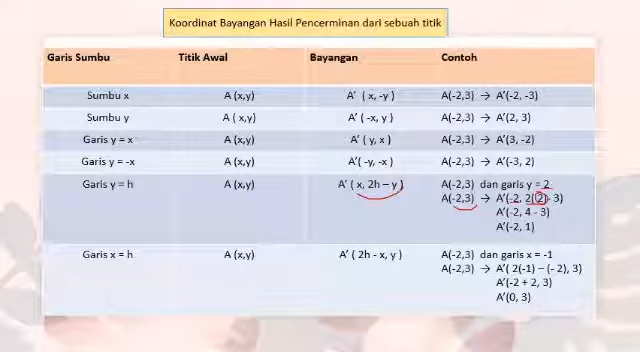 Koordinat Bayangan Hasil Pencerminan dari sebuah titik
Garis Sumbu Titik Awal Bayangan Contoh
Sumbu x A (x,y) A' ( x, -y ) A(-2,3) → A'(-2, -3)
Sumbu y A ( x,y) A' ( -x, y ) A(-2,3) → A'(2, 3)
Garis y = x A (x,y) A' ( y, x ) A(-2,3) → A'(3, -2)
Garis y = -x A (x,y) A'( -y, -x ) A(-2,3) → A'(-3, 2)
Garis y = h A (x,y) A' ( x, 2h – y ) A(-2,3) dan garis y = 2
A(-2,3) → A'(-2, 2(2)- 3)
A'(-2, 4 - 3)
A'(-2, 1)
Garis x = h A (x,y) A' ( 2h - x, y ) A(-2,3) dan garis x = -1
A(-2,3) → A'( 2(-1) – (- 2), 3)
A'(-2 + 2, 3)
A'(0, 3)